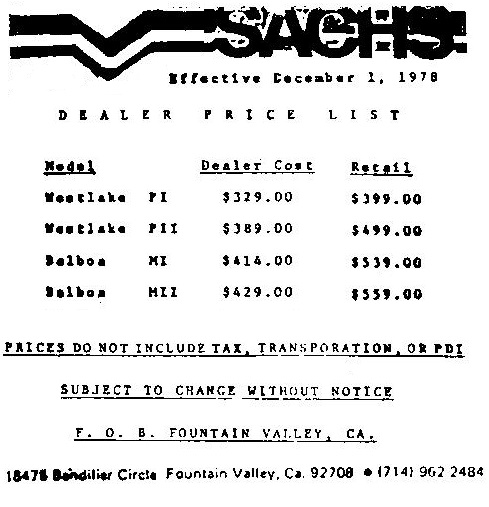 SACHS
Effective December 1, 1978
DEALER PRICE LIST
Model Dealer Cost Retail
Westlake PI $329.00 $399.00
Westlake PII $389.00 $499.00
Balboa MI $414.00 $539.00
Balboa MII $429.00 $559.00
PRICES DO NOT INCLUDE TAX, TRANSPORATION, OR PDI
SUBJECT TO CHANGE WITHOUT NOTICE
F. O. B. FOUNTAIN VALLEY, CA.
18475 Bandilier Circle Fountain Valley, Ca. 92708 • (714) 962 2484